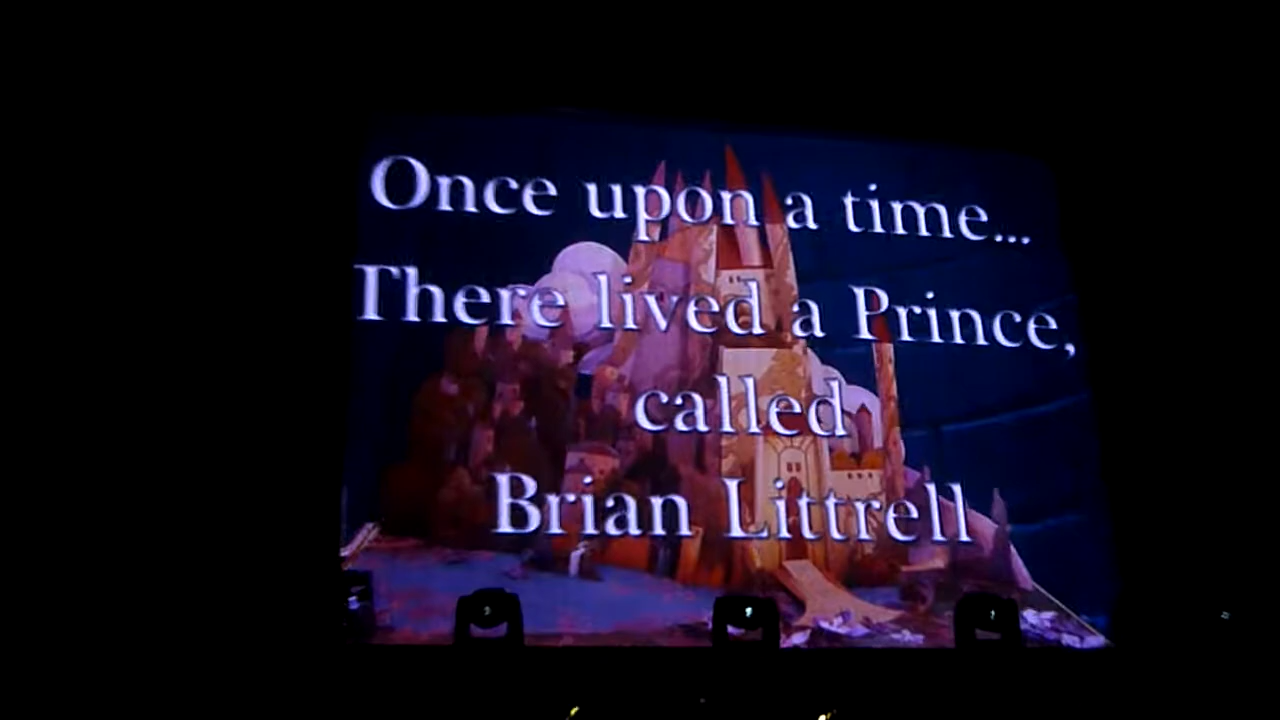 Once upon a time...
There lived a Prince,
called
Brian Littrell